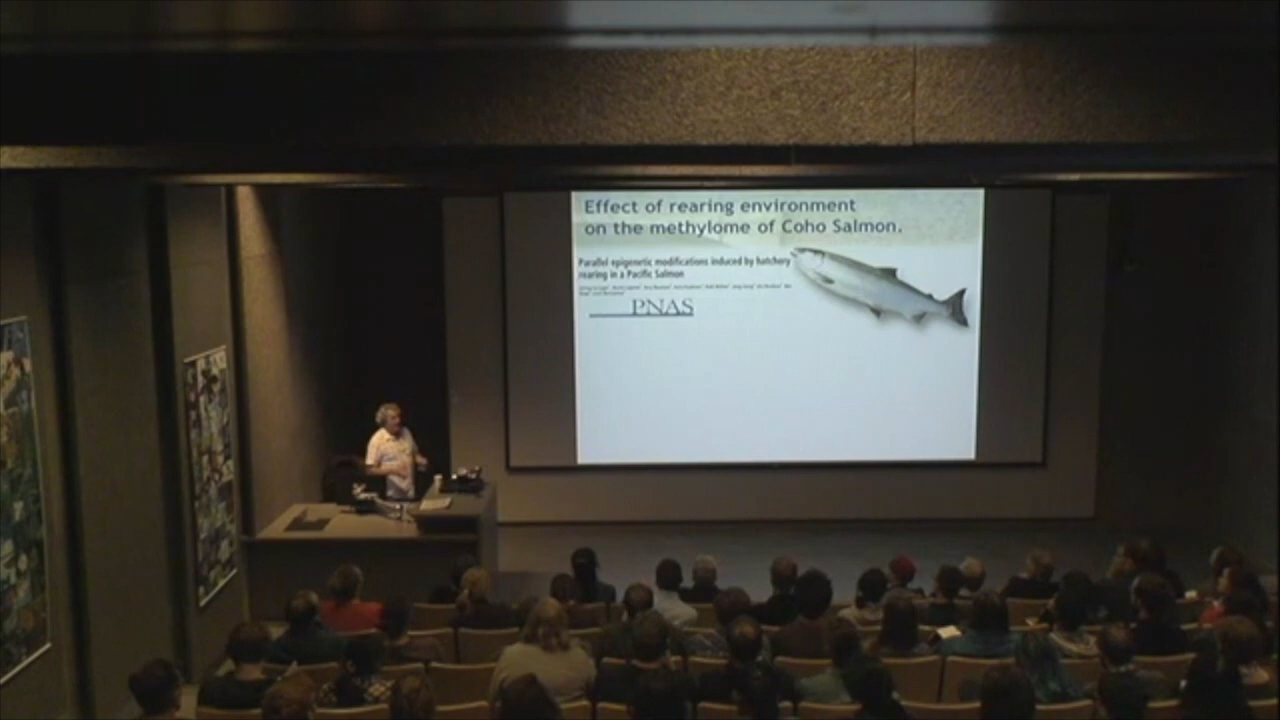 Effect of rearing environment
on the methylome of Coho Salmon.
Parallel epigenetic modifications induced by hatchery
rearing in a Pacific Salmon
PNAS